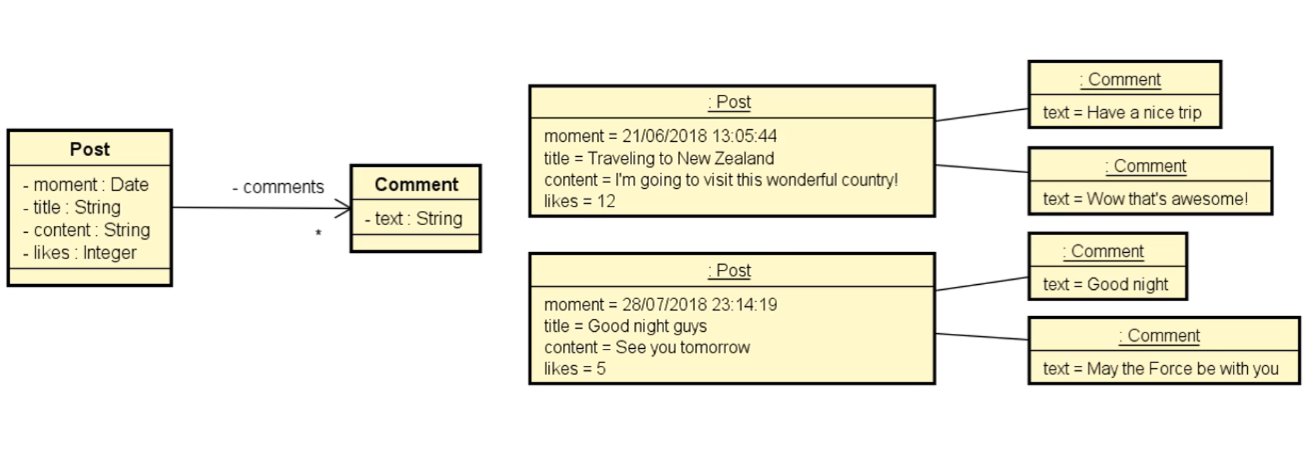 Post
- moment : Date
- title : String
- content : String
- likes : Integer
- comments
*
Comment
- text : String
: Post
moment = 21/06/2018 13:05:44
title = Traveling to New Zealand
content = I'm going to visit this wonderful country!
likes = 12
: Comment
text = Have a nice trip
: Comment
text = Wow that's awesome!
: Post
moment = 28/07/2018 23:14:19
title = Good night guys
content = See you tomorrow
likes = 5
: Comment
text = Good night
: Comment
text = May the Force be with you